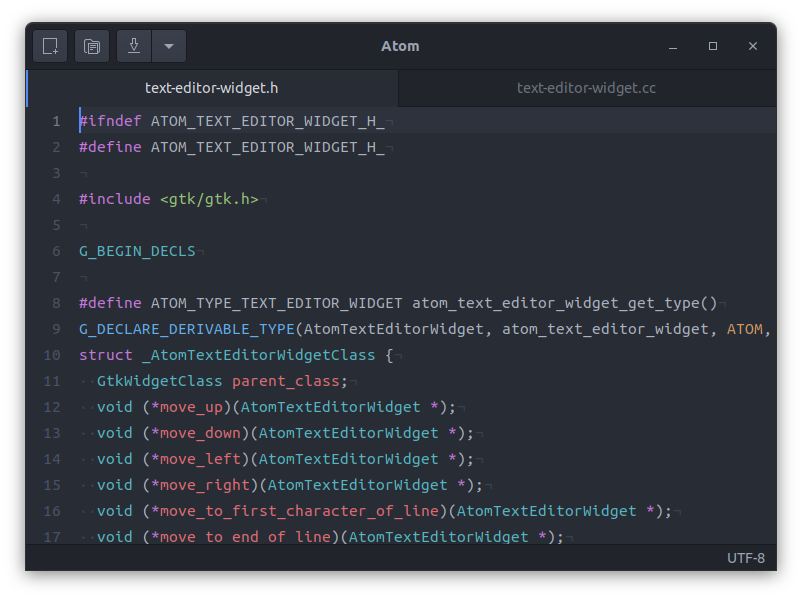 Atom
text-editor-widget.h text-editor-widget.cc
1 #ifndef ATOM_TEXT_EDITOR_WIDGET_H_¬
2 #define ATOM_TEXT_EDITOR_WIDGET_H_¬
3 ¬
4 #include <gtk/gtk.h>¬
5 ¬
6 G_BEGIN_DECLS¬
7 ¬
8 #define ATOM_TYPE_TEXT_EDITOR_WIDGET atom_text_editor_widget_get_type()¬
9 G_DECLARE_DERIVABLE_TYPE(AtomTextEditorWidget, atom_text_editor_widget, ATOM,
10 struct _AtomTextEditorWidgetClass {¬
11 ··GtkWidgetClass parent_class;¬
12 ··void (*move_up)(AtomTextEditorWidget *);¬
13 ··void (*move_down)(AtomTextEditorWidget *);¬
14 ··void (*move_left)(AtomTextEditorWidget *);¬
15 ··void (*move_right)(AtomTextEditorWidget *);¬
16 ··void (*move_to_first_character_of_line)(AtomTextEditorWidget *);¬
17 ··void (*move_to_end_of_line)(AtomTextEditorWidget *);¬
UTF-8